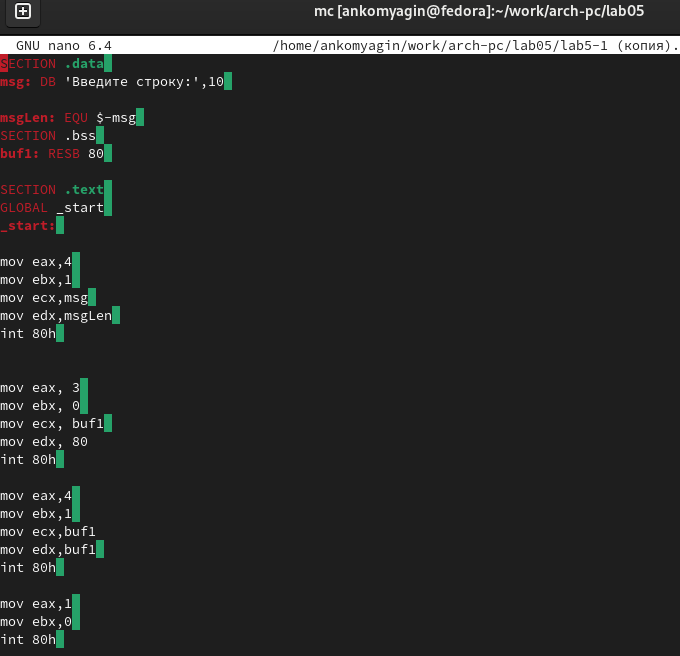 mc [ankomyagin@fedora]:~/work/arch-pc/lab05
GNU nano 6.4 /home/ankomyagin/work/arch-pc/lab05/lab5-1 (копия).
SECTION .data
msg: DB 'Введите строку:',10
msgLen: EQU $-msg
SECTION .bss
buf1: RESB 80
SECTION .text
GLOBAL _start
_start:
mov eax,4
mov ebx,1
mov ecx,msg
mov edx,msgLen
int 80h
mov eax, 3
mov ebx, 0
mov ecx, buf1
mov edx, 80
int 80h
mov eax,4
mov ebx,1
mov ecx,buf1
mov edx,buf1
int 80h
mov eax,1
mov ebx,0
int 80h